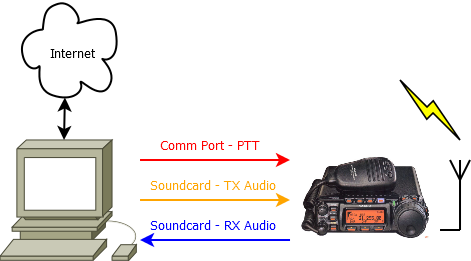 Internet
Comm Port - PTT
Soundcard - TX Audio
Soundcard - RX Audio